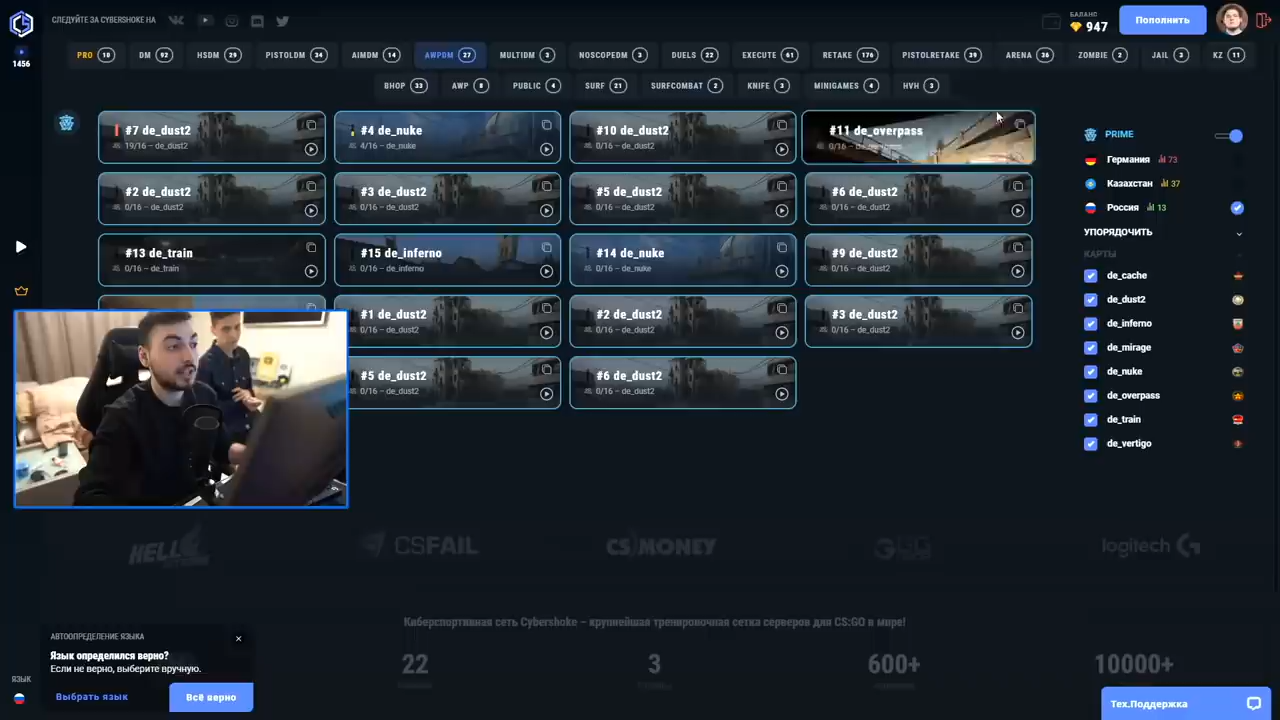 СЛЕДУЙТЕ ЗА CYBERSHOKE НА
БАЛАНС
947
Пополнить
1456
PRO 18
DM 92
HSDM 29
PISTOLDM 34
AIMDM 14
AWPDM 27
MULTIDM 3
NOSCOPEDM 3
DUELS 22
EXECUTE 61
RETAKE 176
PISTOLRETAKE 39
ARENA 36
ZOMBIE 2
JAIL 3
KZ 11
BHOP 33
AWP 8
PUBLIC 4
SURF 21
SURFCOMBAT 2
KNIFE 3
MINIGAMES 4
HVH 3
#7 de_dust2
19/16 – de_dust2
#4 de_nuke
4/16 – de_nuke
#10 de_dust2
0/16 – de_dust2
#11 de_overpass
0/16 – de_overpass
#2 de_dust2
0/16 – de_dust2
#3 de_dust2
0/16 – de_dust2
#5 de_dust2
0/16 – de_dust2
#6 de_dust2
0/16 – de_dust2
#13 de_train
0/16 – de_train
#15 de_inferno
0/16 – de_inferno
#14 de_nuke
0/16 – de_nuke
#9 de_dust2
0/16 – de_dust2
#1 de_dust2
0/16 – de_dust2
#2 de_dust2
0/16 – de_dust2
#3 de_dust2
0/16 – de_dust2
#5 de_dust2
0/16 – de_dust2
#6 de_dust2
0/16 – de_dust2
PRIME
Германия 73
Казахстан 37
Россия 13
УПОРЯДОЧИТЬ
КАРТЫ
de_cache
de_dust2
de_inferno
de_mirage
de_nuke
de_overpass
de_train
de_vertigo
HELL
CSFAIL
CS MONEY
logitech G
Киберспортивная сеть Cybershoke – крупнейшая тренировочная сетка серверов для CS:GO в мире!
22
3
600+
10000+
АВТООПРЕДЕЛЕНИЕ ЯЗЫКА
Язык определился верно?
Если не верно, выберите вручную.
Выбрать язык
Всё верно
ЯЗЫК
Тех.Поддержка